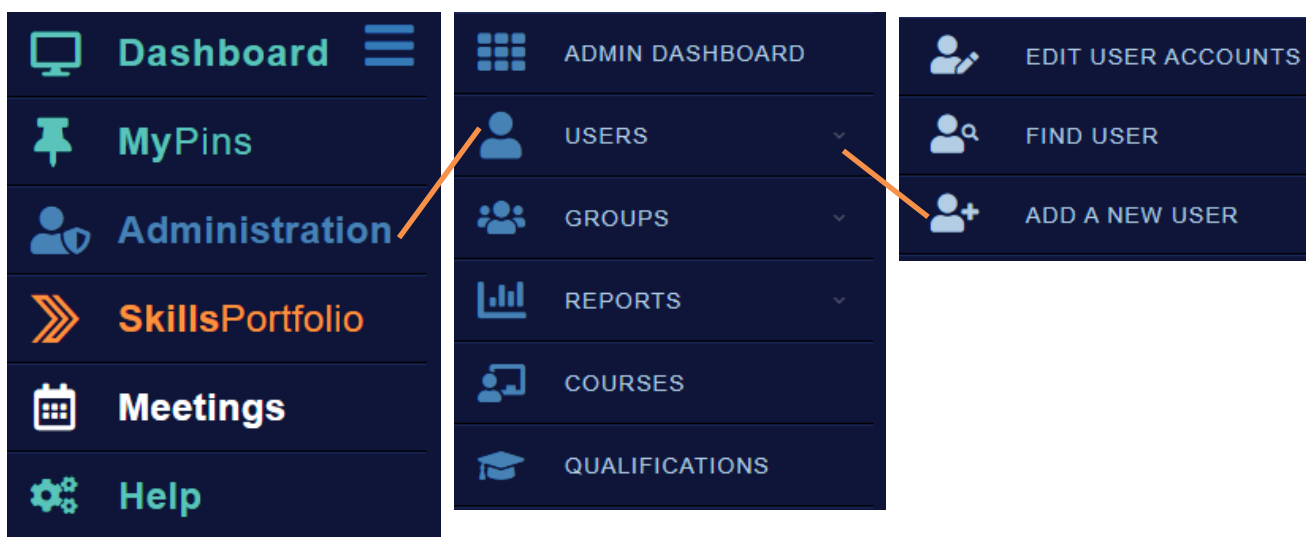 Dashboard
MyPins
Administration
SkillsPortfolio
Meetings
Help
ADMIN DASHBOARD
USERS
GROUPS
REPORTS
COURSES
QUALIFICATIONS
EDIT USER ACCOUNTS
FIND USER
ADD A NEW USER